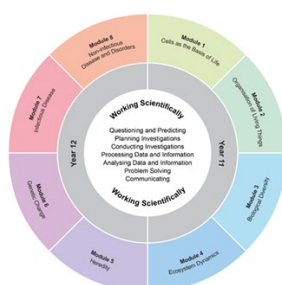 Module 1
Cells as the Basis of Life
Module 2
Organisation of Living Things
Module 3
Biological Diversity
Module 4
Ecosystem Dynamics
Module 5
Heredity
Module 6
Genetic Change
Module 7
Infectious Disease
Module 8
Non-infectious
Disease and Disorders
Year 12
Year 11
Working Scientifically
Questioning and Predicting
Planning Investigations
Conducting Investigations
Processing Data and Information
Analysing Data and Information
Problem Solving
Communicating
Working Scientifically